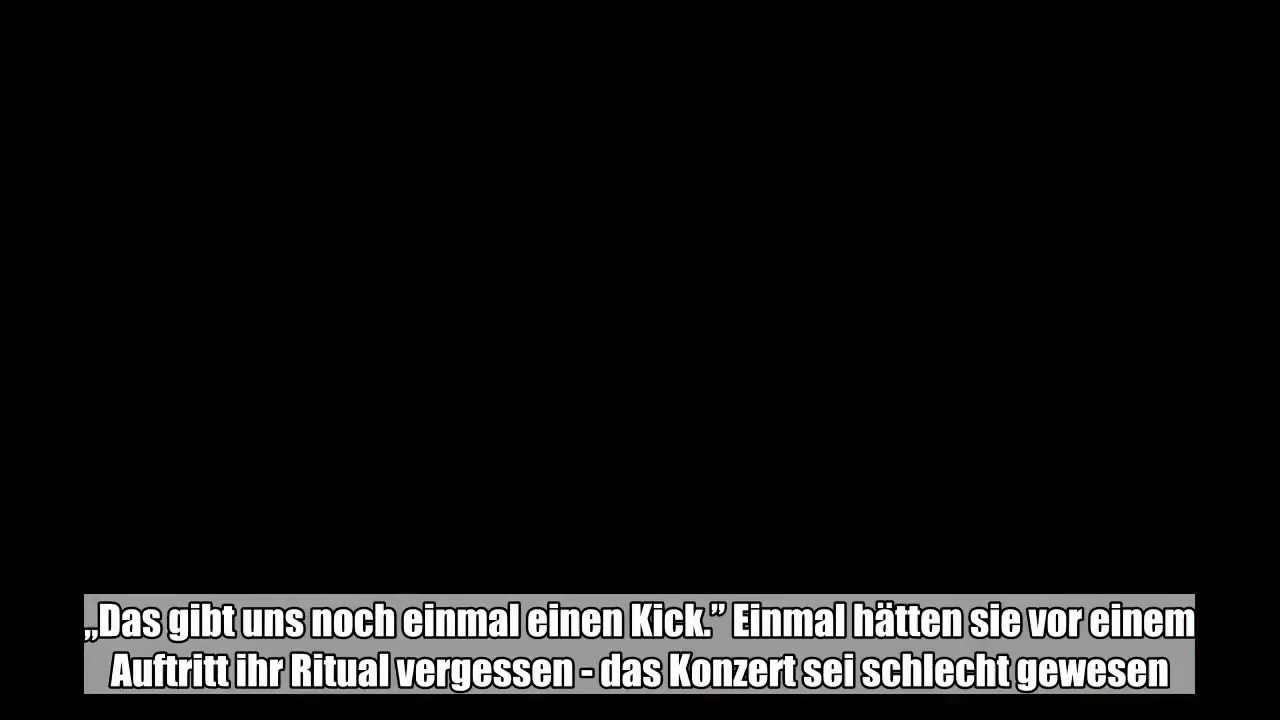 „Das gibt uns noch einmal einen Kick.” Einmal hätten sie vor einem
Auftritt ihr Ritual vergessen - das Konzert sei schlecht gewesen